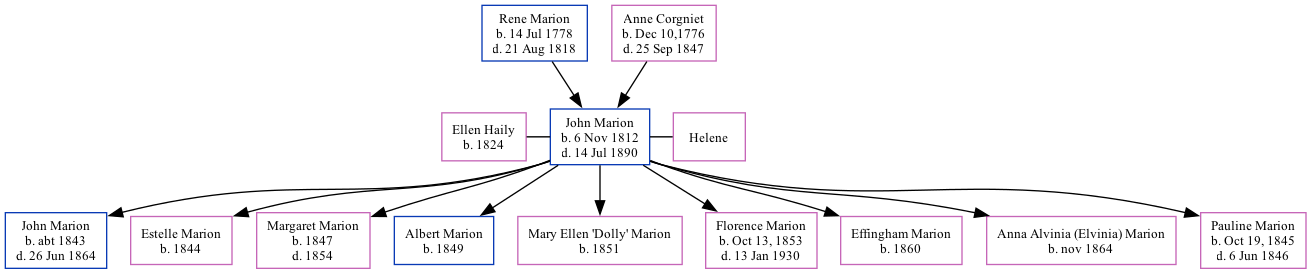 Rene Marion
b. 14 Jul 1778
d. 21 Aug 1818
Anne Corgniet
b. Dec 10,1776
d. 25 Sep 1847
Ellen Haily
b. 1824
John Marion
b. 6 Nov 1812
d. 14 Jul 1890
Helene
John Marion
b. abt 1843
d. 26 Jun 1864
Estelle Marion
b. 1844
Margaret Marion
b. 1847
d. 1854
Albert Marion
b. 1849
Mary Ellen 'Dolly' Marion
b. 1851
Florence Marion
b. Oct 13, 1853
d. 13 Jan 1930
Effingham Marion
b. 1860
Anna Alvinia (Elvinia) Marion
b. nov 1864
Pauline Marion
b. Oct 19, 1845
d. 6 Jun 1846